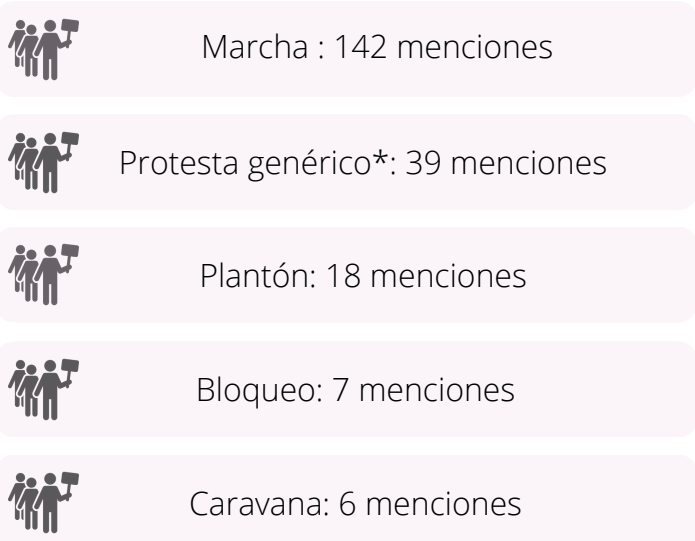 Marcha : 142 menciones
Protesta genérico*: 39 menciones
Plantón: 18 menciones
Bloqueo: 7 menciones
Caravana: 6 menciones